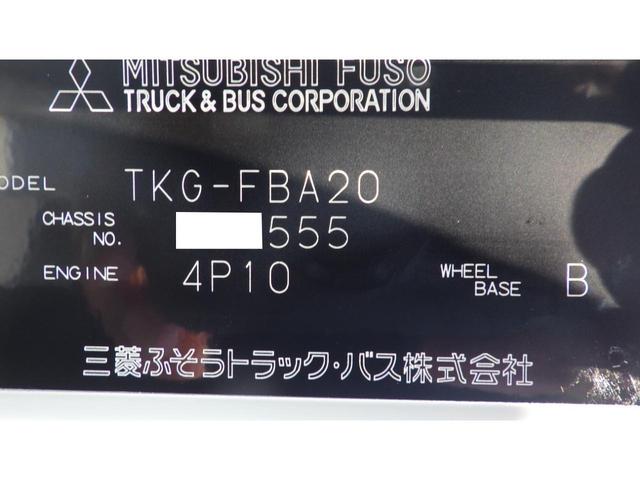 MITSUBISHI FUSO
TRUCK & BUS CORPORATION
ODEL TKG-FBA20
CHASSIS NO. 555
ENGINE 4P10 WHEEL BASE B
三菱ふそうトラック・バス株式会社